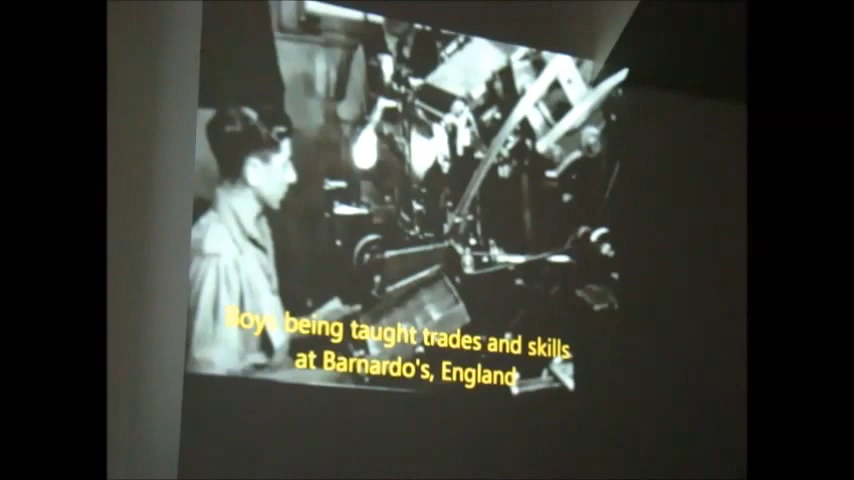 Boys being taught trades and skills
at Barnardo's, England